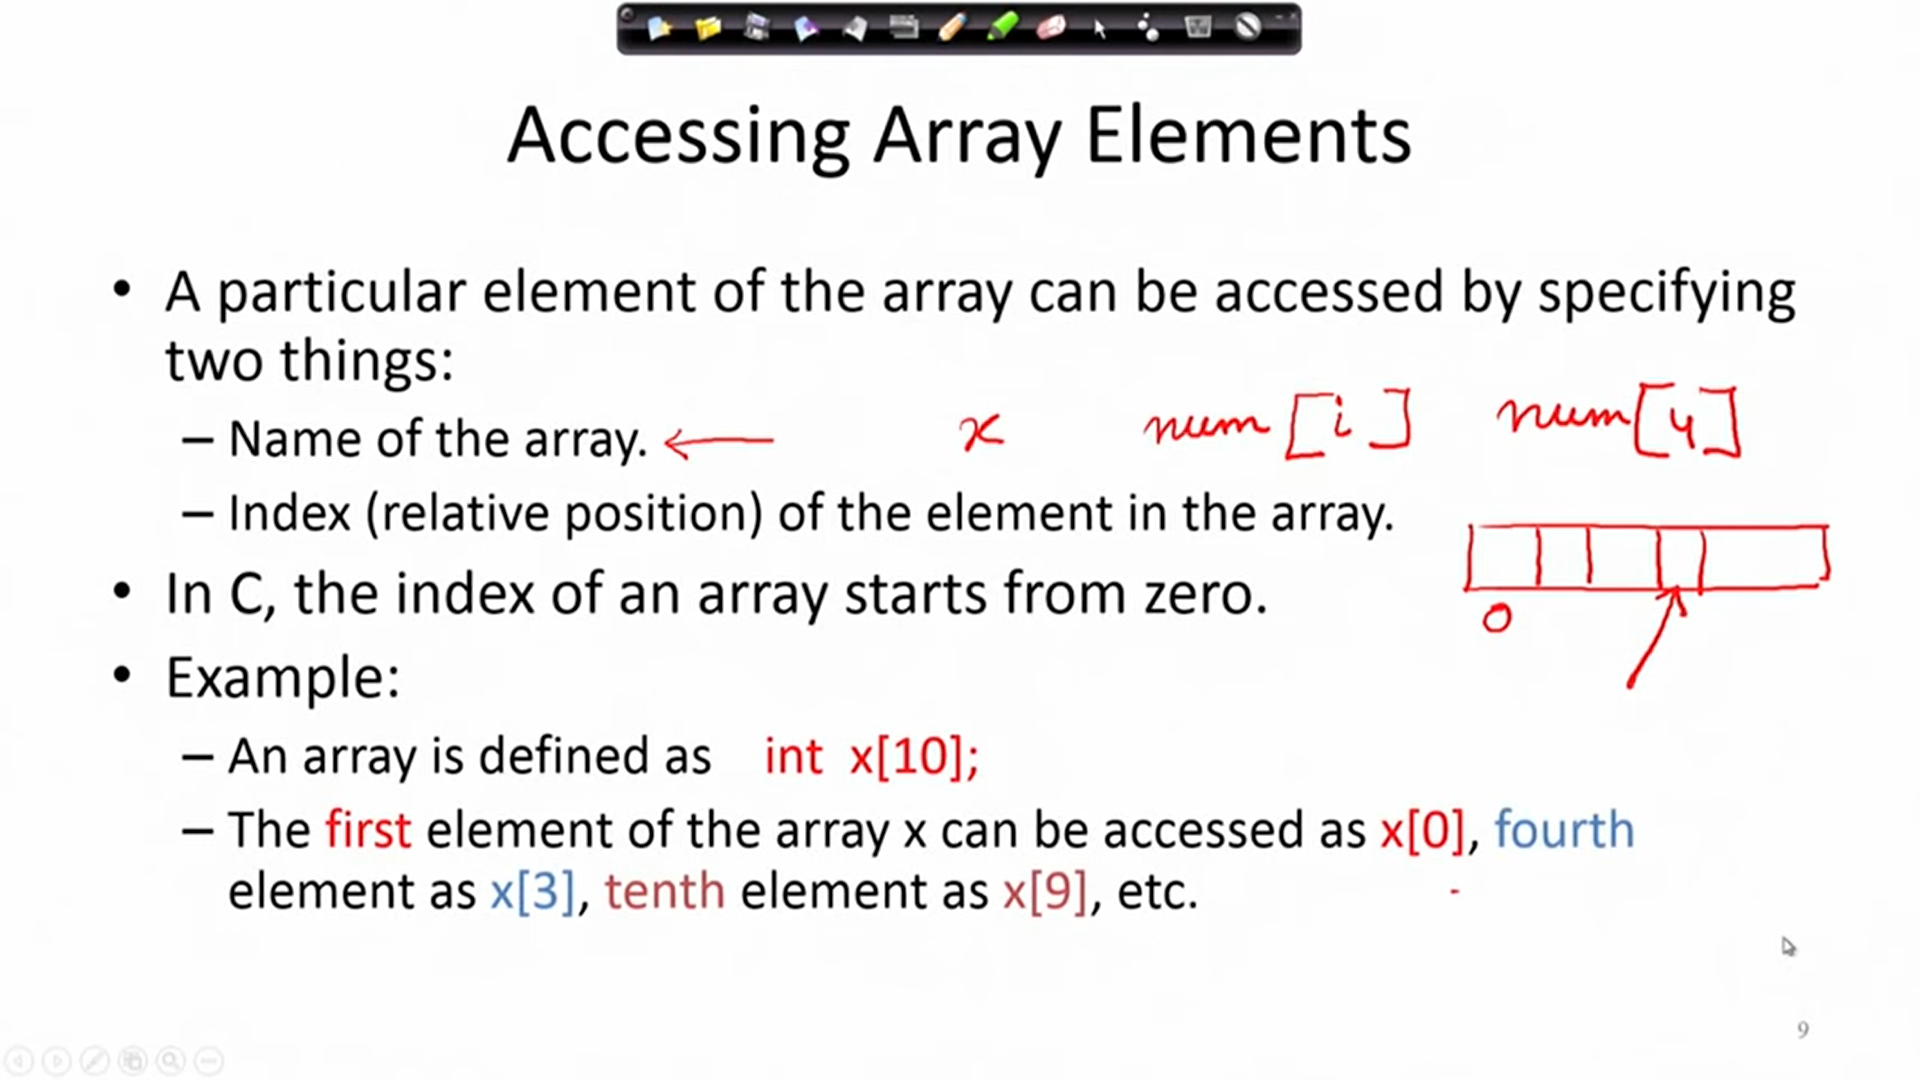 Accessing Array Elements
• A particular element of the array can be accessed by specifying
two things:
– Name of the array. ← x num [i] num[4]
– Index (relative position) of the element in the array.
• In C, the index of an array starts from zero.
0
• Example:
– An array is defined as int x[10];
– The first element of the array x can be accessed as x[0], fourth
element as x[3], tenth element as x[9], etc.
9